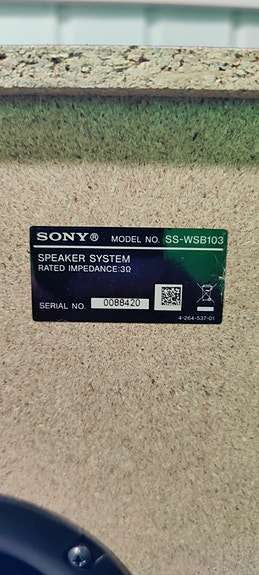 SONY® MODEL NO. SS-WSB103
SPEAKER SYSTEM
RATED IMPEDANCE:3Ω
SERIAL NO. 0088420
4-264-537-01